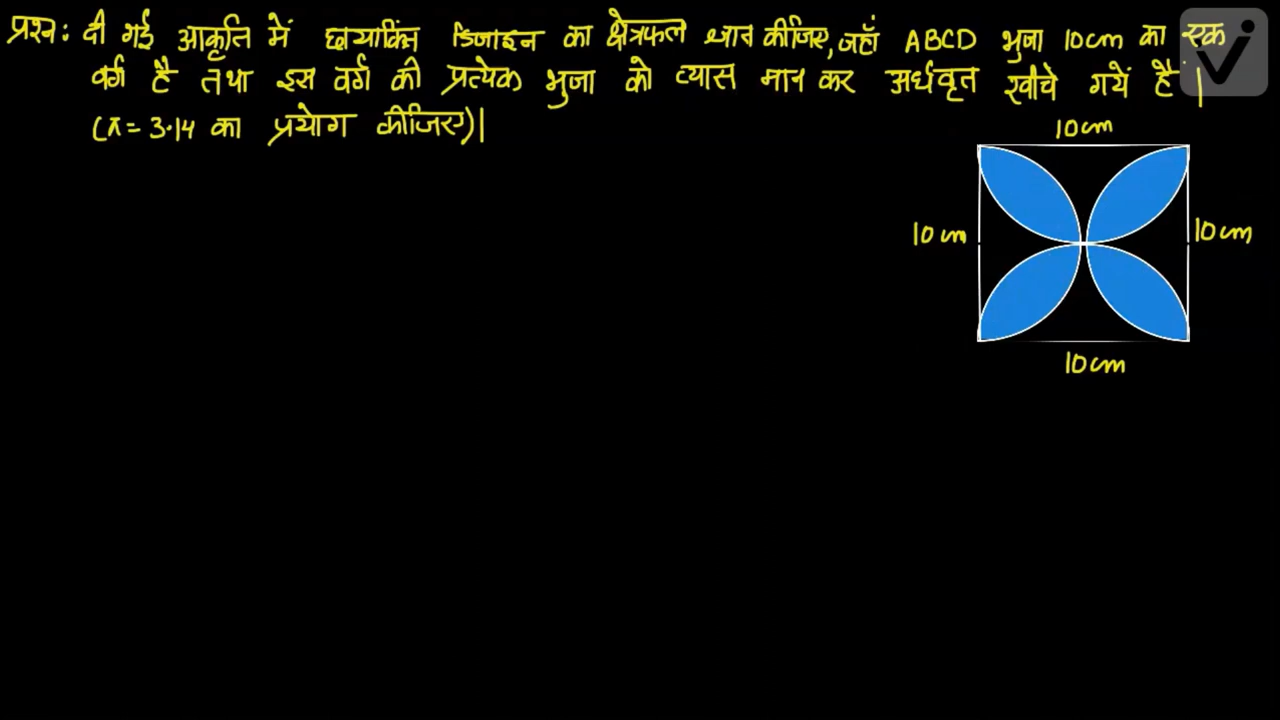 प्रश्न: दी गई आकृति में छायाकिंत डिजाइन का क्षेत्रफल ज्ञात कीजिए, जहाँ ABCD भुजा 10cm का एक
वर्ग है तथा इस वर्ग की प्रत्येक भुजा को व्यास मान कर अर्धवृत खीचे गयें हैं |
(π = 3.14 का प्रयोग कीजिए)|
10cm
10cm
10cm
10cm